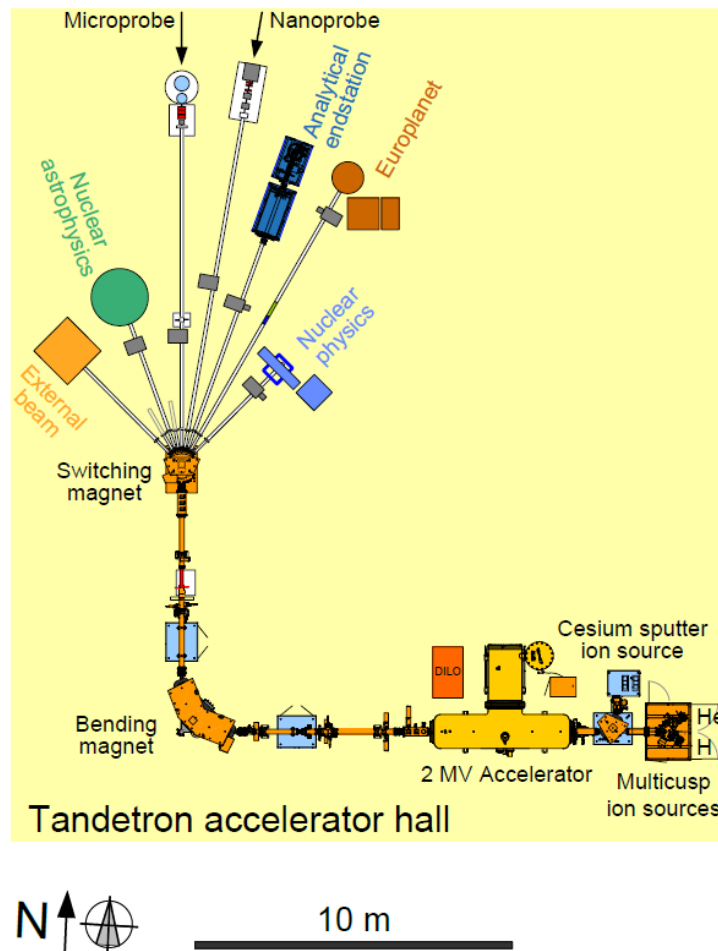 Microprobe
Nanoprobe
Analytical
endstation
Europlanet
Nuclear
astrophysics
Nuclear
physics
External
beam
Switching
magnet
Cesium sputter
ion source
DILO
Bending
magnet
He
H
2 MV Accelerator
Multicusp
ion sources
Tandetron accelerator hall
N
10 m